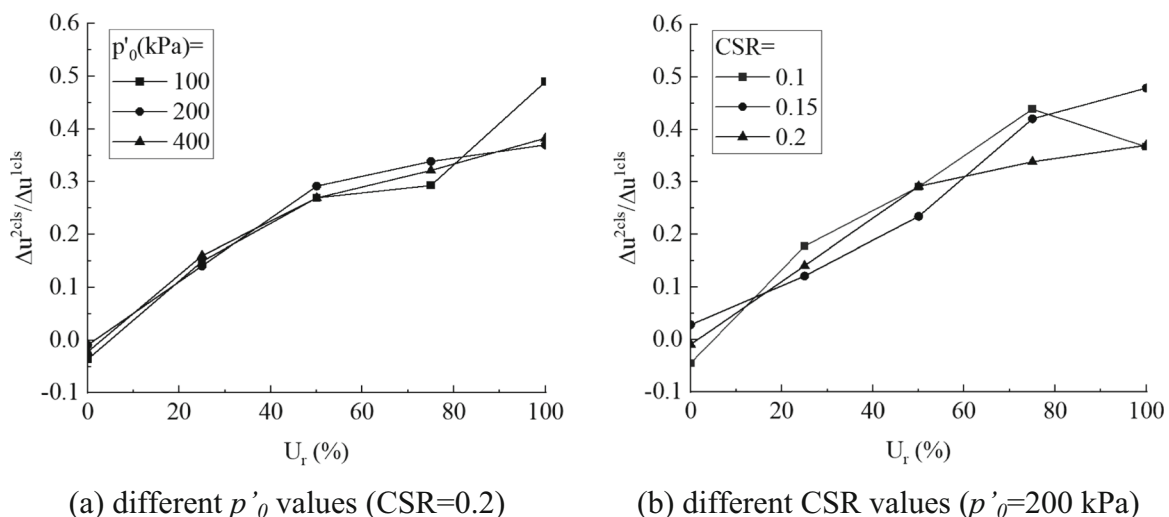 0.6
0.5
0.4
0.3
0.2
0.1
0.0
-0.1
Δu²ᶜˡˢ/Δu¹ᶜˡˢ
p'₀(kPa)=
100
200
400
0 20 40 60 80 100
Uᵣ (%)
(a) different p’₀ values (CSR=0.2)
0.6
0.5
0.4
0.3
0.2
0.1
0.0
-0.1
Δu²ᶜˡˢ/Δu¹ᶜˡˢ
CSR=
0.1
0.15
0.2
0 20 40 60 80 100
Uᵣ (%)
(b) different CSR values (p’₀=200 kPa)